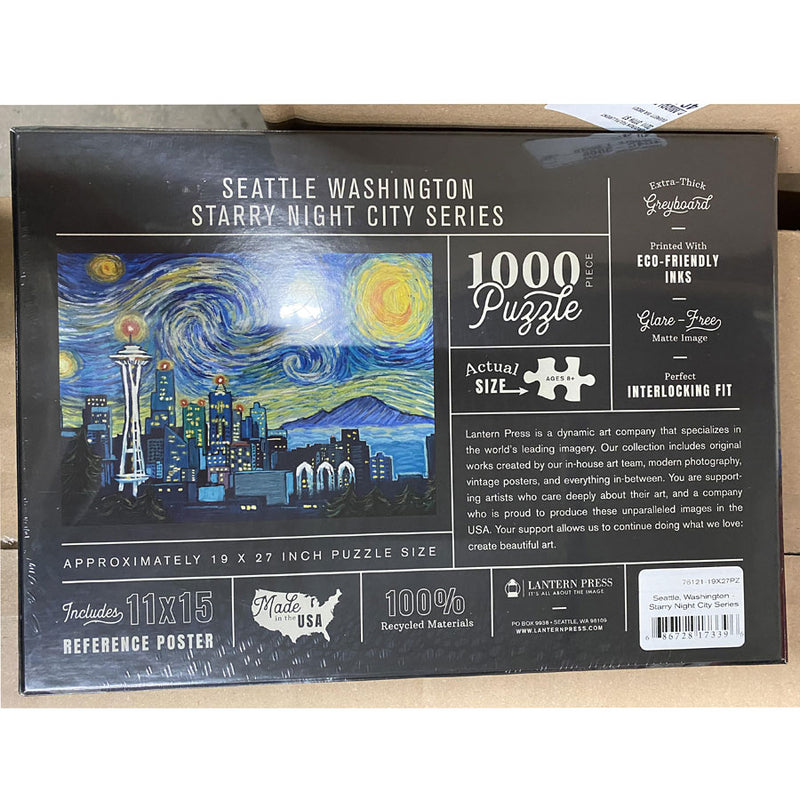 SEATTLE WASHINGTON
STARRY NIGHT CITY SERIES
1000
PIECE
Puzzle
Actual
SIZE
AGES 8+
Extra-Thick
Greyboard
Printed With
ECO-FRIENDLY
INKS
Glare-Free
Matte Image
Perfect
INTERLOCKING FIT
Lantern Press is a dynamic art company that specializes in
the world's leading imagery. Our collection includes original
works created by our in-house art team, modern photography,
vintage posters, and everything in-between. You are support-
ing artists who care deeply about their art, and a company
who is proud to produce these unparalleled images in the
USA. Your support allows us to continue doing what we love:
create beautiful art.
APPROXIMATELY 19 X 27 INCH PUZZLE SIZE
Includes 11x15
REFERENCE POSTER
Made
in the USA
100%
Recycled Materials
LANTERN PRESS
IT'S ALL ABOUT THE IMAGE
PO BOX 9938 • SEATTLE, WA 98109
WWW.LANTERNPRESS.COM
76121-19X27PZ
Seattle, Washington -
Starry Night City Series
6 86728 17339 6